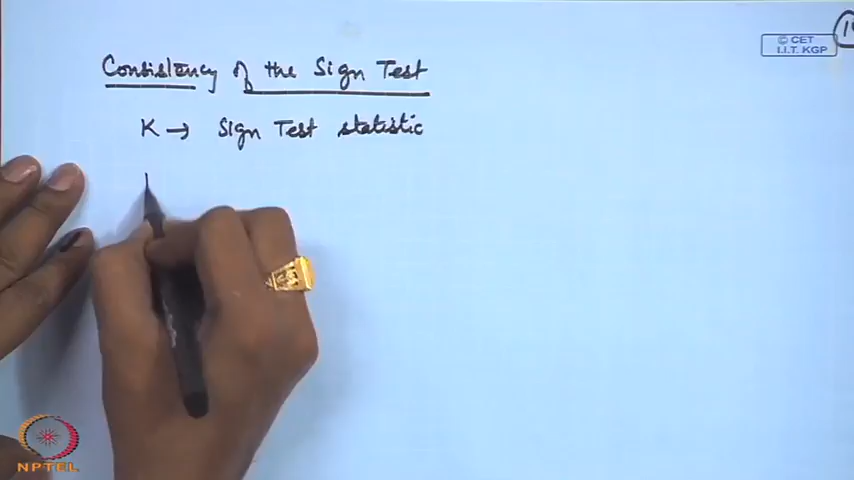 Consistency of the Sign Test
K → Sign Test statistic
© CET
I.I.T. KGP
NPTEL